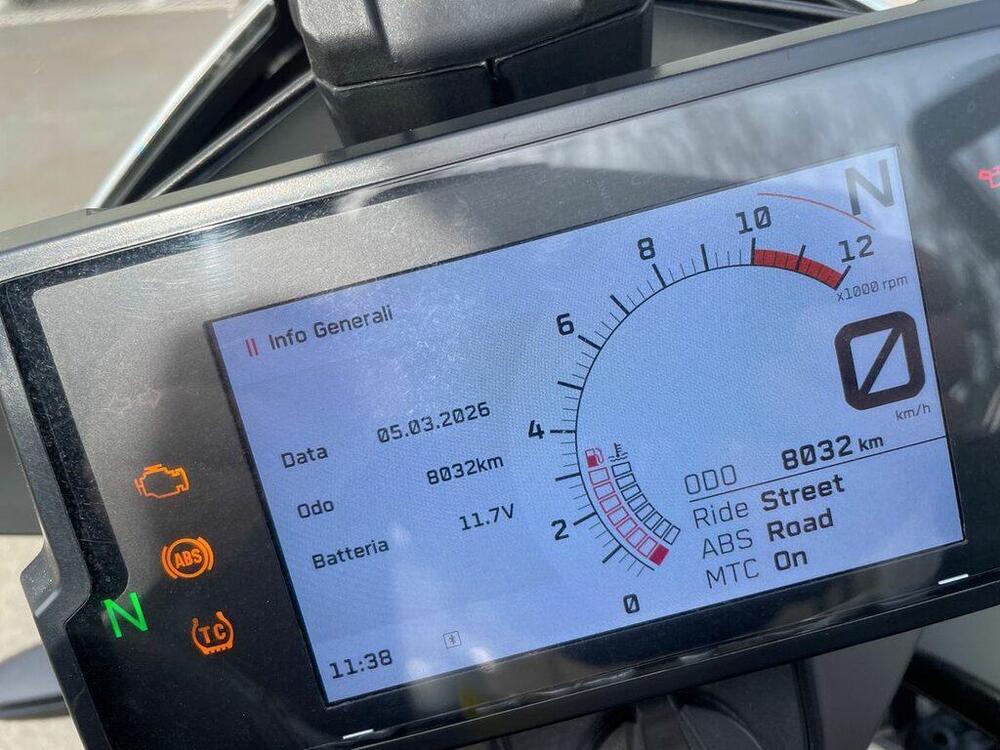 Info Generali
Data 05.03.2026
Odo 8032km
Batteria 11.7V
11:38
N
ABS
TC
0
2
4
6
8
10
12
x1000 rpm
N
0
km/h
ODO 8032 km
Ride Street
ABS Road
MTC On